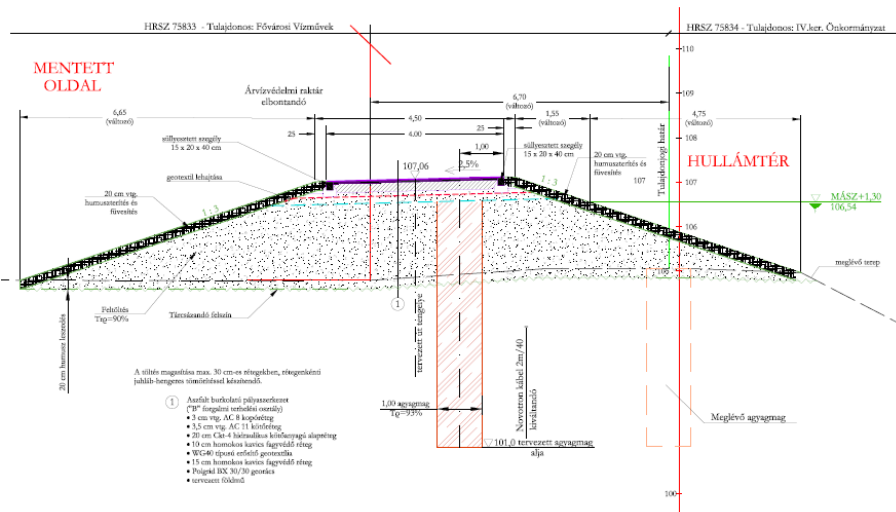 HRSZ 75833 - Tulajdonos: Fővárosi Vízművek
HRSZ 75834 - Tulajdonos: IV.ker. Önkormányzat
110
MENTETT
OLDAL
Árvízvédelmi raktár
elbontandó
109
6,70
(változó)
6,65
(változó)
4,50
1,55
(változó)
4,75
(változó)
25
4,00
25
108
süllyesztett szegély
15 x 20 x 40 cm
1,00
süllyesztett szegély
15 x 20 x 40 cm
Tulajdonjogi határ
HULLÁMTÉR
20 cm vtg.
humuszterítés és
füvesítés
107,06
2,5%
geotextil felhajtása
107
107
1 : 3
1 : 3
20 cm vtg.
humuszterítés és
füvesítés
MÁSZ+1,30
106,54
106
meglévő terep
105
Feltöltés
Trϱ=90%
Tárcsázandó felszín
1
20 cm humusz leszedés
tervezett út tengelye
A töltés magasítása max. 30 cm-es rétegekben, rétegenkénti
juhláb-hengeres tömörítéssel készítendő.
Novotron kábel 2m/40
kiváltandó
1
Aszfalt burkolatú pályaszerkezet
("B" forgalmi terhelési osztály)
• 3 cm vtg. AC 8 kopóréteg
• 3,5 cm vtg. AC 11 kötőréteg
• 20 cm Ckt-4 hidraulikus kötőanyagú alapréteg
• 10 cm homokos kavics fagyvédő réteg
• WG40 típusú erősítő geotextília
• 15 cm homokos kavics fagyvédő réteg
• Polgrid BX 30/30 georács
• tervezett földmű
1,00 agyagmag
Trϱ=93%
Meglévő agyagmag
101,0 tervezett agyagmag
alja
100